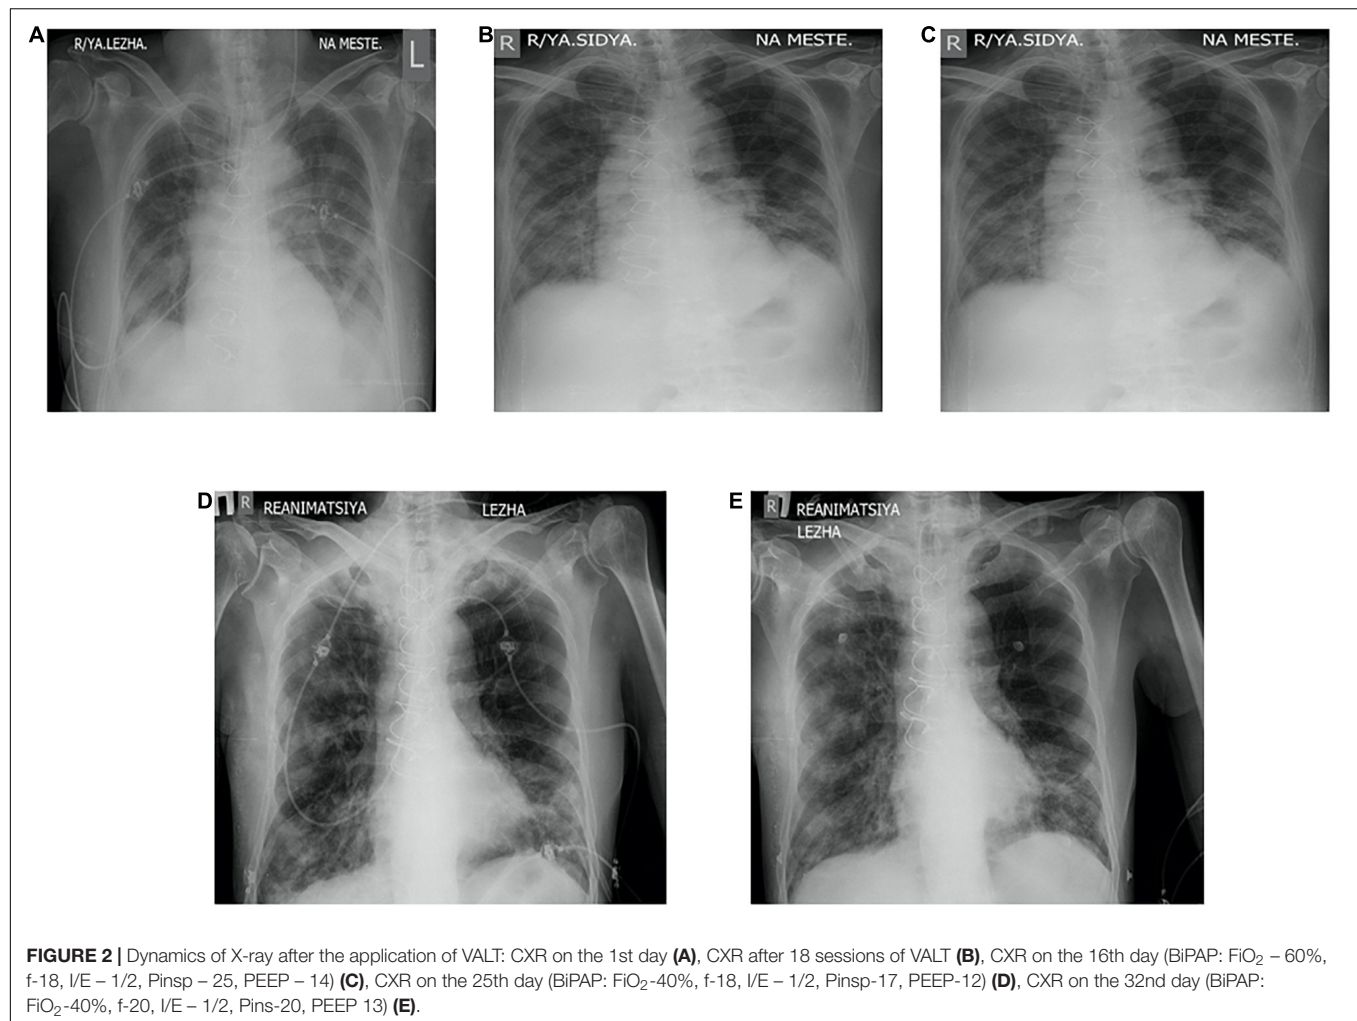 A
R/YA.LEZHA.
NA MESTE.
L
B
R
R/YA.SIDYA.
NA MESTE.
C
R
R/YA.SIDYA.
NA MESTE.
D
R
REANIMATSIYA
LEZHA
E
R
REANIMATSIYA
LEZHA
FIGURE 2 | Dynamics of X-ray after the application of VALT: CXR on the 1st day (A), CXR after 18 sessions of VALT (B), CXR on the 16th day (BiPAP: FiO₂ – 60%,
f-18, I/E – 1/2, Pinsp – 25, PEEP – 14) (C), CXR on the 25th day (BiPAP: FiO₂-40%, f-18, I/E – 1/2, Pinsp-17, PEEP-12) (D), CXR on the 32nd day (BiPAP:
FiO₂-40%, f-20, I/E – 1/2, Pins-20, PEEP 13) (E).